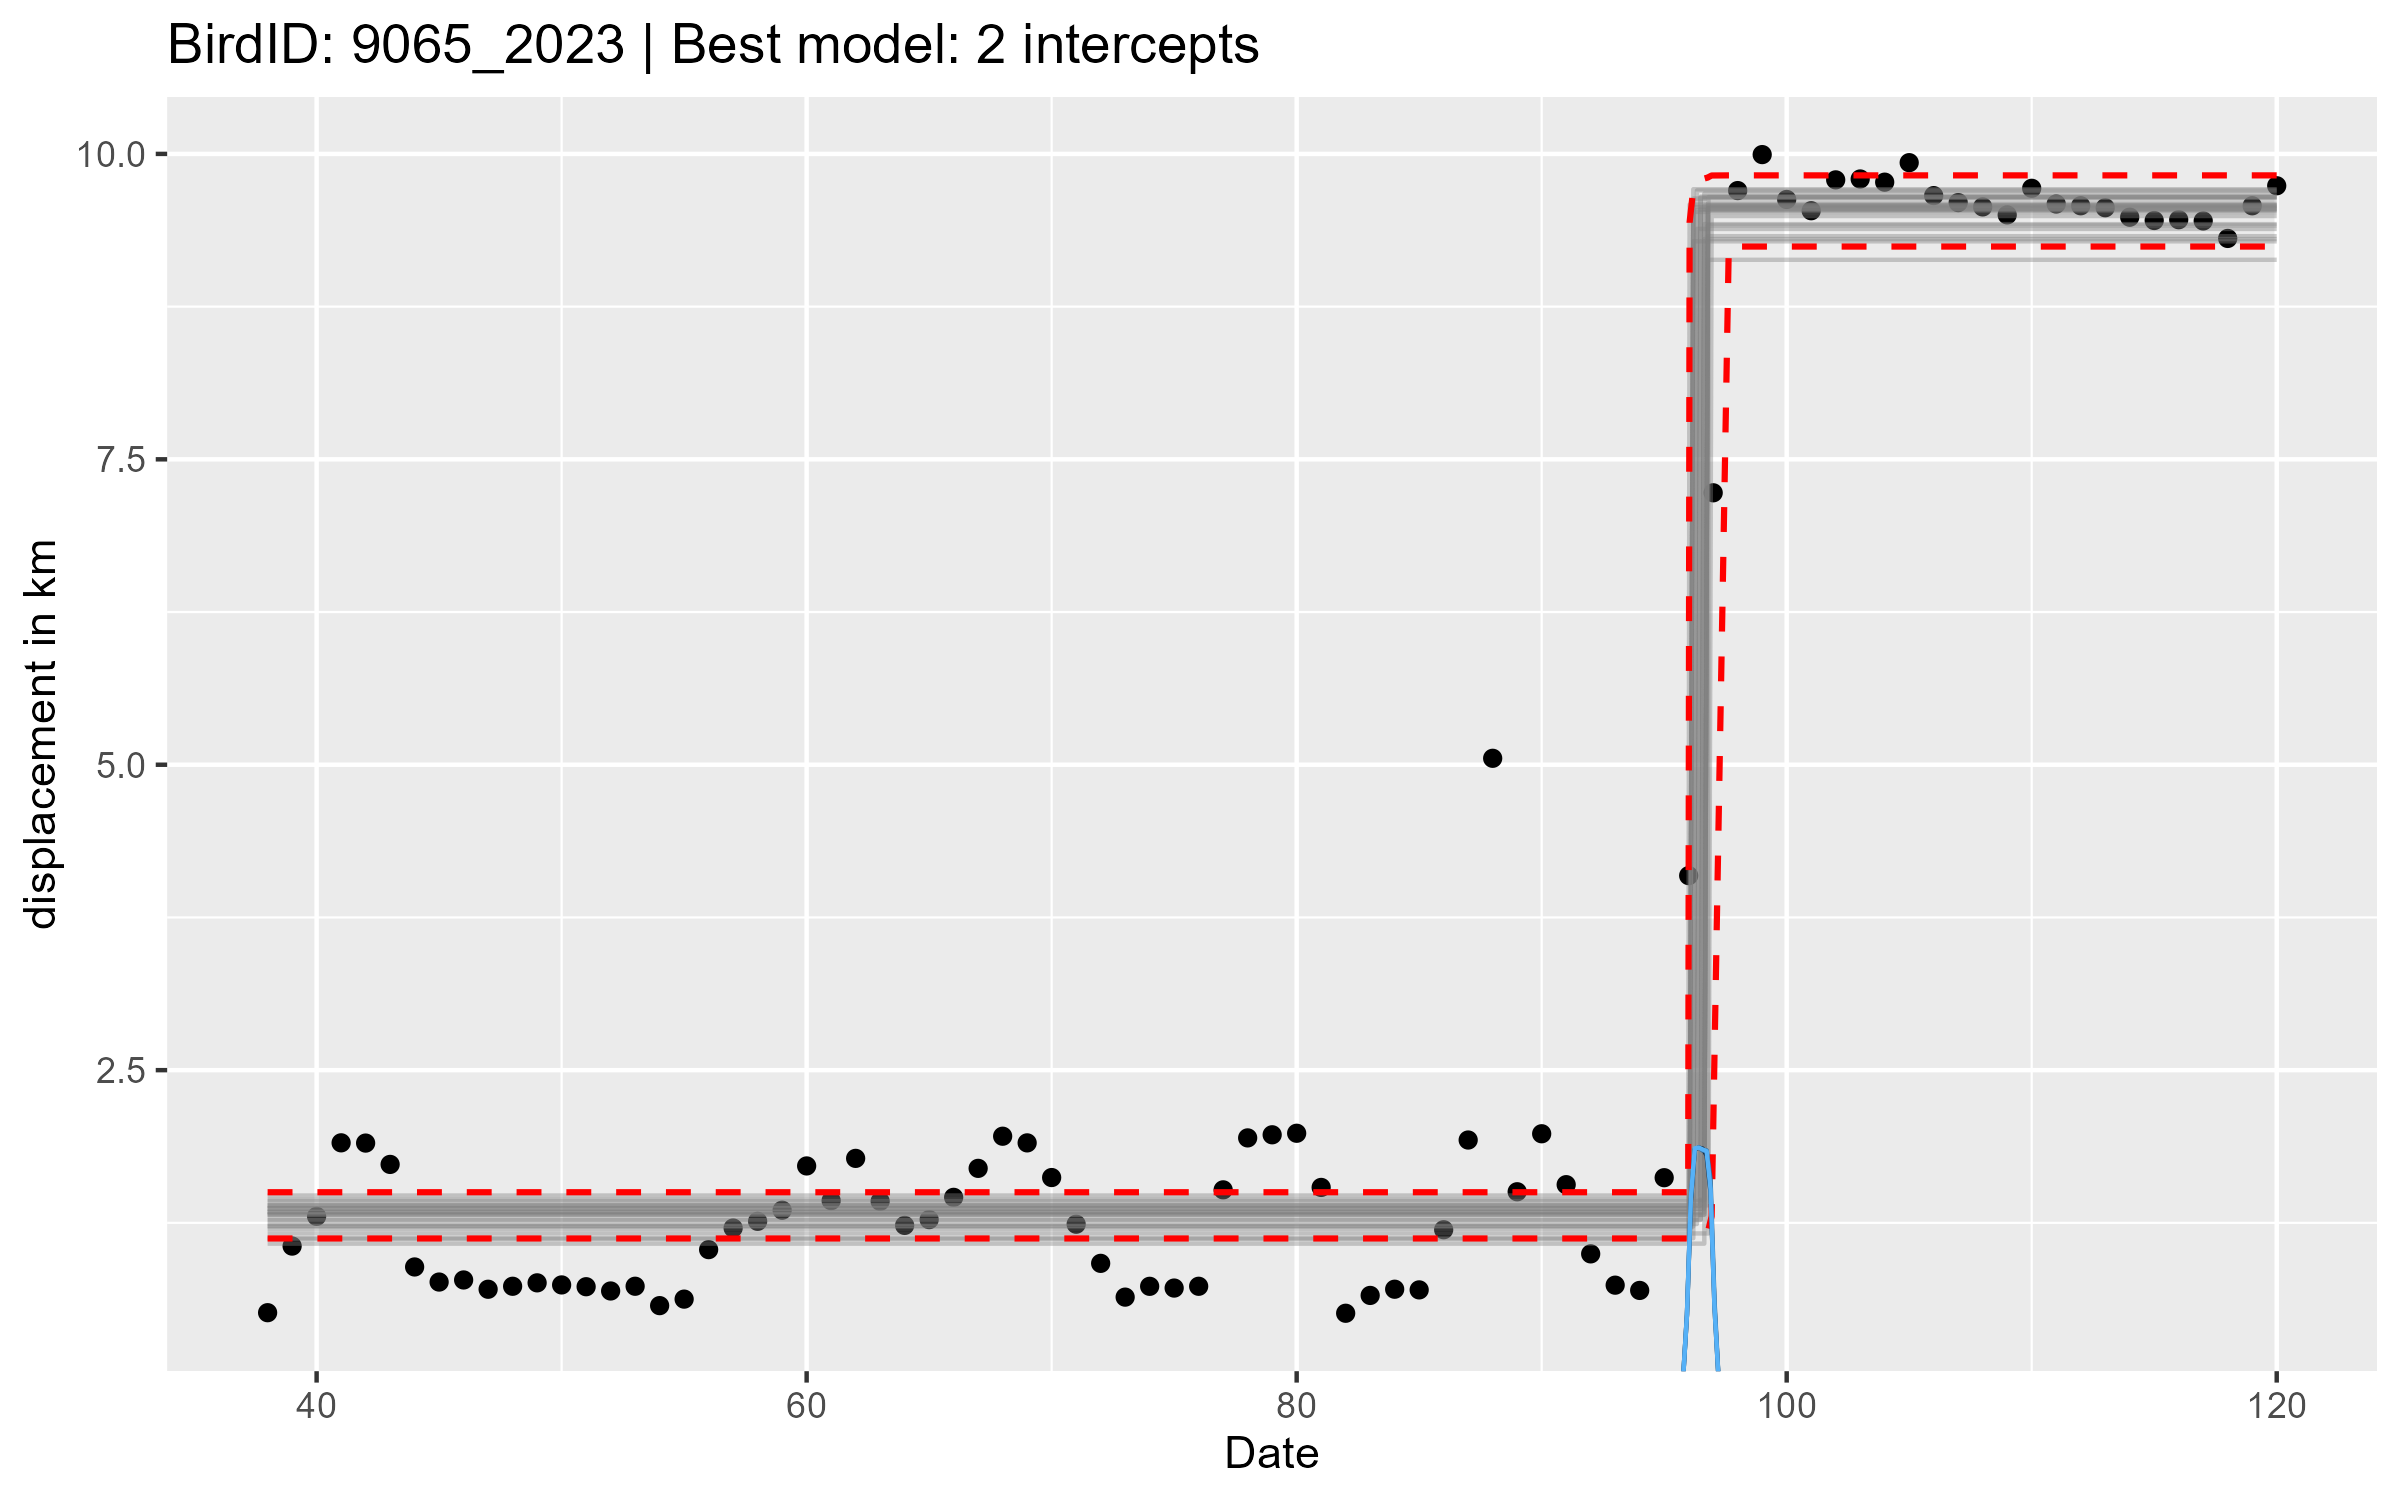 BirdID: 9065_2023 | Best model: 2 intercepts
10.0
7.5
5.0
2.5
displacement in km
40 60 80 100 120
Date